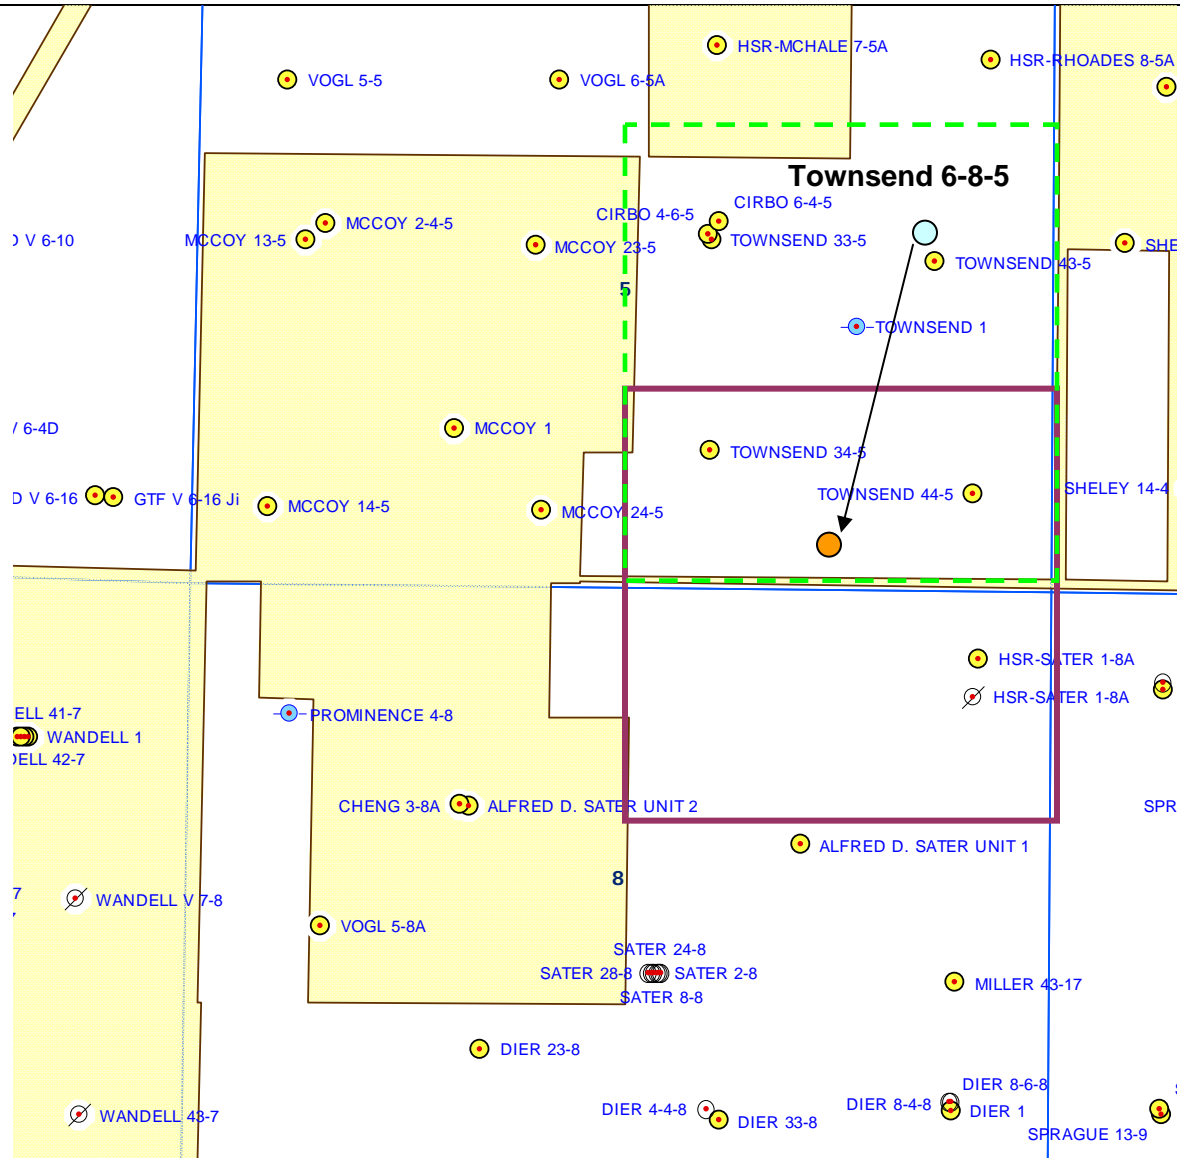 HSR-MCHALE 7-5A
HSR-RHOADES 8-5A
VOGL 5-5
VOGL 6-5A
Townsend 6-8-5
CIRBO 6-4-5
CIRBO 4-6-5
MCCOY 2-4-5
V 6-10
MCCOY 13-5
MCCOY 23-5
TOWNSEND 33-5
SHE
TOWNSEND 43-5
5
TOWNSEND 1
V 6-4D
MCCOY 1
TOWNSEND 34-5
D V 6-16
GTF V 6-16 Ji
MCCOY 14-5
MCCOY 24-5
TOWNSEND 44-5
SHELEY 14-4
HSR-SATER 1-8A
HSR-SATER 1-8A
ELL 41-7
PROMINENCE 4-8
WANDELL 1
DELL 42-7
CHENG 3-8A
ALFRED D. SATER UNIT 2
SPR
ALFRED D. SATER UNIT 1
8
7
WANDELL V 7-8
VOGL 5-8A
SATER 24-8
SATER 28-8
SATER 2-8
SATER 8-8
MILLER 43-17
DIER 23-8
DIER 8-6-8
DIER 4-4-8
DIER 8-4-8
DIER 1
WANDELL 43-7
DIER 33-8
SPRAGUE 13-9